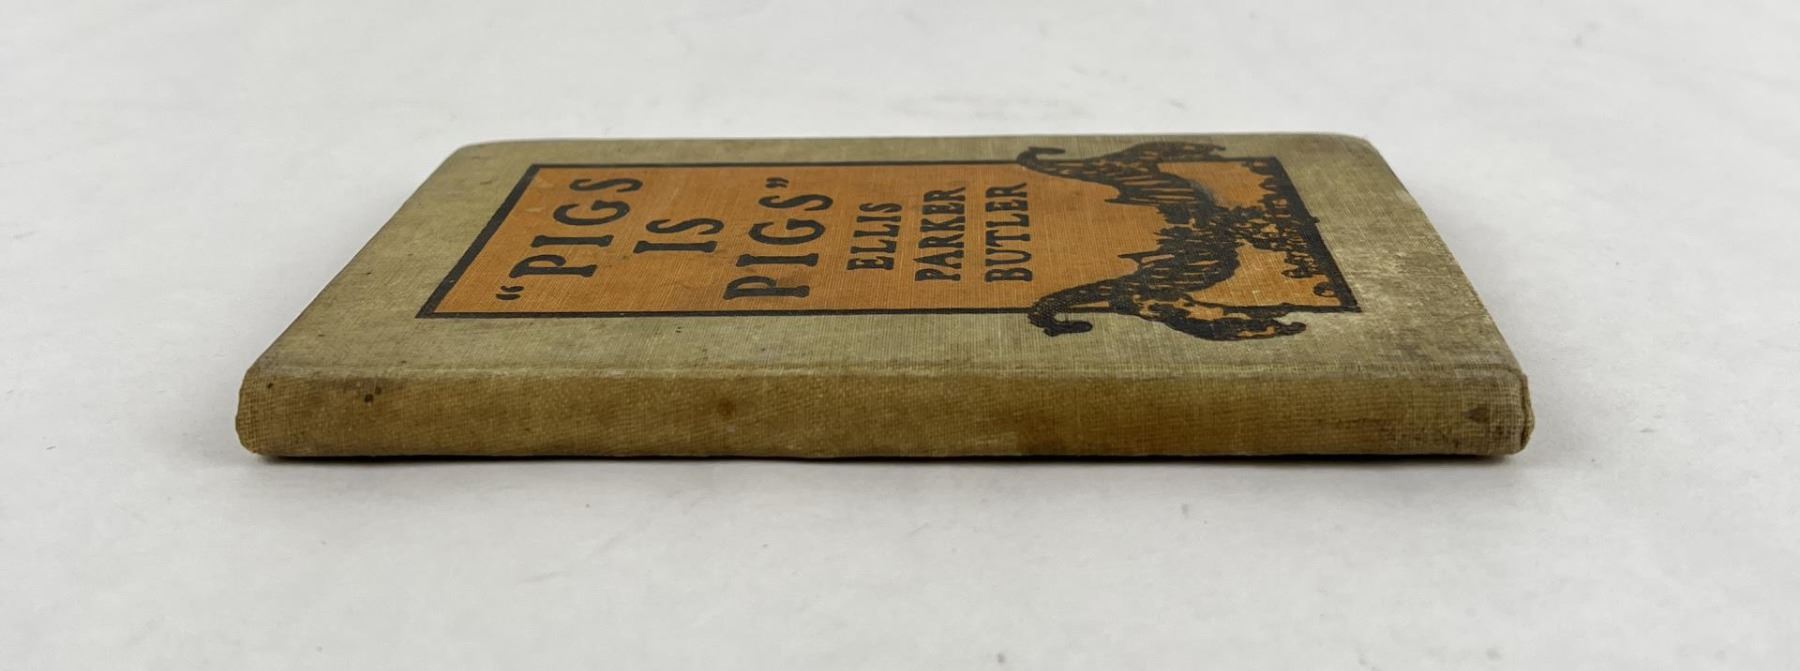 “PIGS
IS
PIGS”
ELLIS
PARKER
BUTLER